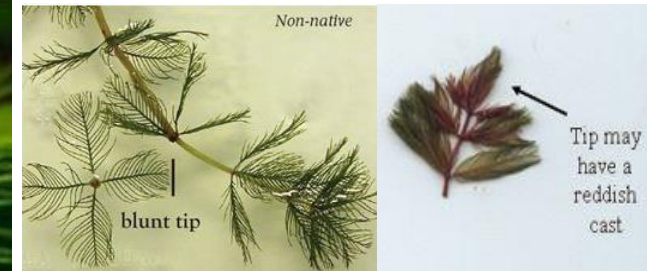 Non-native
blunt tip
Tip may
have a
reddish
cast